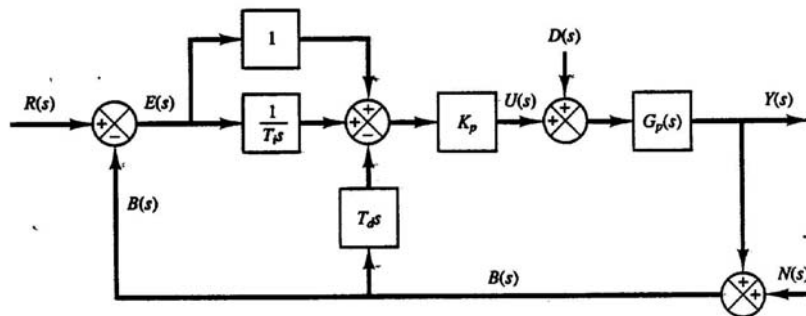 1
D(s)
R(s)
E(s)
1
T_i s
K_p
U(s)
G_p(s)
Y(s)
B(s)
T_d s
B(s)
N(s)
+
−
+
+
−
+
+
+
+